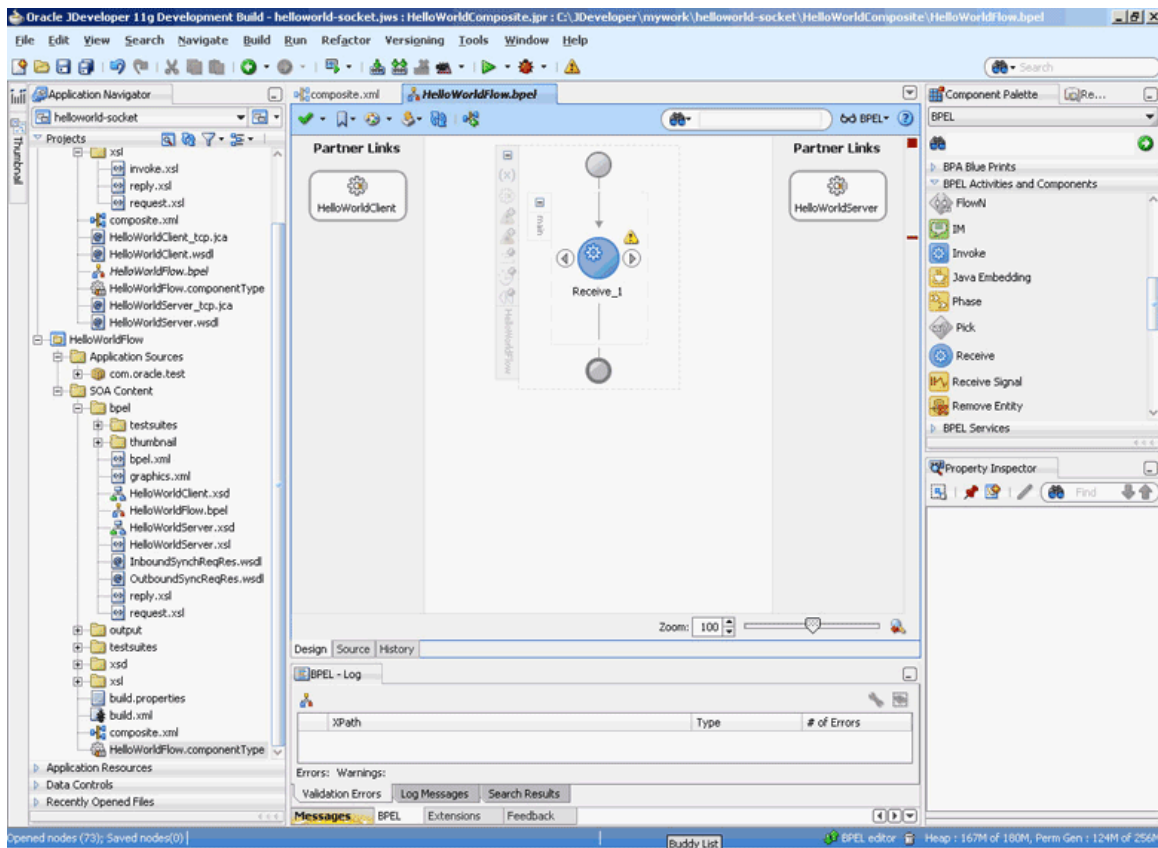 Oracle JDeveloper 11g Development Build - helloworld-socket.jws : HelloWorldComposite.jpr : C:\JDeveloper\mywork\helloworld-socket\HelloWorldComposite\HelloWorldFlow.bpel
File Edit View Search Navigate Build Run Refactor Versioning Tools Window Help
Search
Thumbnail
Application Navigator
helloworld-socket
Projects
xsl
invoke.xsl
reply.xsl
request.xsl
composite.xml
HelloWorldClient_tcp.jca
HelloWorldClient.wsdl
HelloWorldFlow.bpel
HelloWorldFlow.componentType
HelloWorldServer_tcp.jca
HelloWorldServer.wsdl
HelloWorldFlow
Application Sources
com.oracle.test
SOA Content
bpel
testsuites
thumbnail
bpel.xml
graphics.xml
HelloWorldClient.xsd
HelloWorldFlow.bpel
HelloWorldServer.xsd
HelloWorldServer.xsl
InboundSynchReqRes.wsdl
OutboundSyncReqRes.wsdl
reply.xsl
request.xsl
output
testsuites
xsd
xsl
build.properties
build.xml
composite.xml
HelloWorldFlow.componentType
Application Resources
Data Controls
Recently Opened Files
composite.xml
HelloWorldFlow.bpel
BPEL
Partner Links
HelloWorldClient
(x)
main
Receive_1
HelloWorldFlow
Partner Links
HelloWorldServer
Zoom: 100
Design Source History
BPEL - Log
XPath Type # of Errors
Errors: Warnings:
Validation Errors Log Messages Search Results
Messages BPEL Extensions Feedback
Component Palette
Re...
BPEL
BPA Blue Prints
BPEL Activities and Components
FlowN
IM
Invoke
Java Embedding
Phase
Pick
Receive
Receive Signal
Remove Entity
BPEL Services
Property Inspector
Find
Opened nodes (73); Saved nodes(0)
Buddy List
BPEL editor
Heap : 167M of 180M, Perm Gen : 124M of 256M